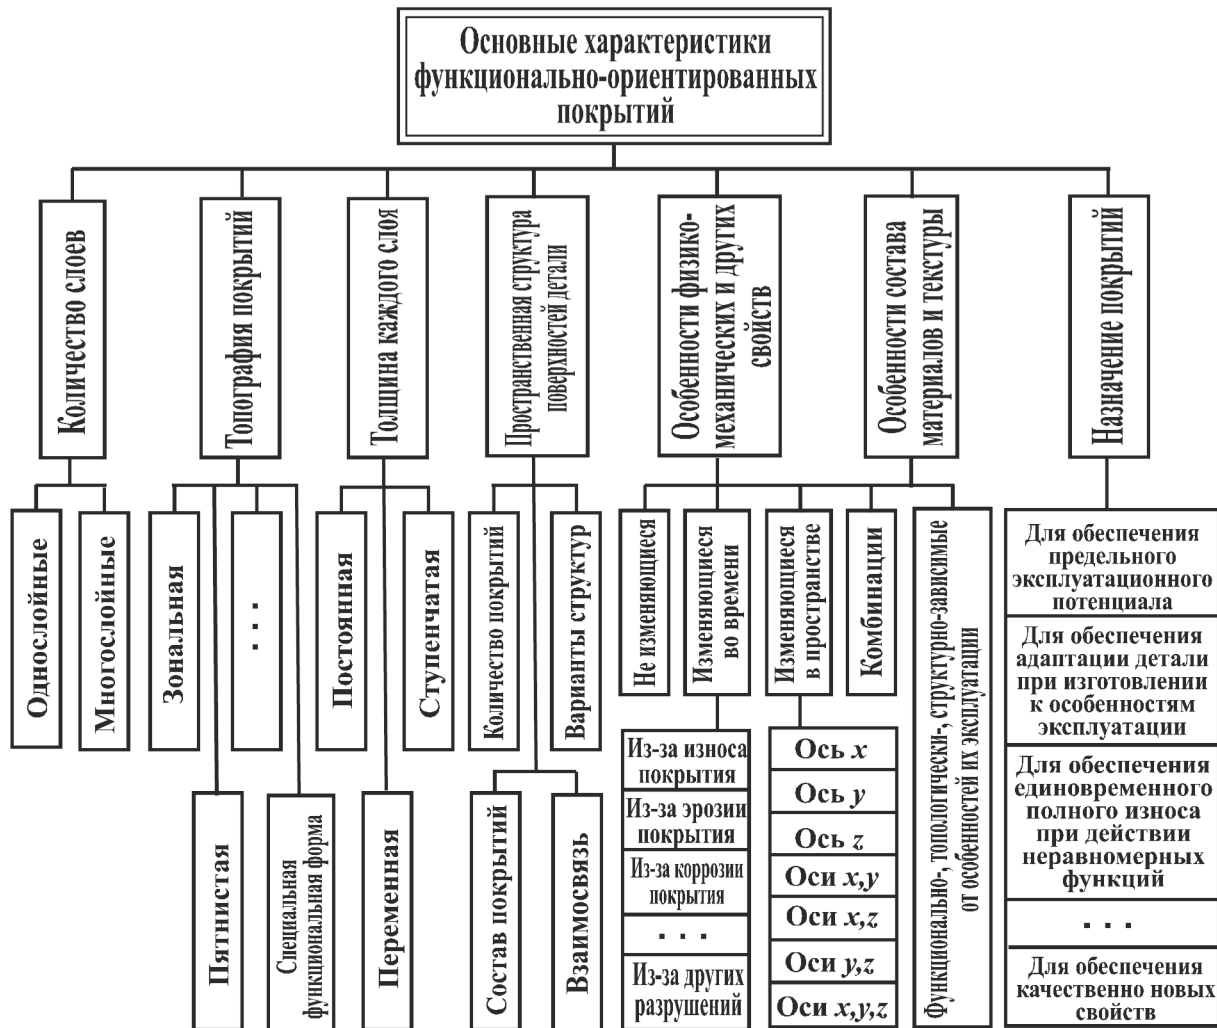 Основные характеристики
функционально-ориентированных
покрытий
Количество слоев
Топография покрытий
Толщина каждого слоя
Пространственная структура
поверхностей детали
Особенности физико-
механических и других
свойств
Особенности состава
материалов и текстуры
Назначение покрытий
Однослойные
Многослойные
Зональная
. . .
Пятнистая
Специальная
функциональная форма
Постоянная
Ступенчатая
Переменная
Количество покрытий
Варианты структур
Состав покрытий
Взаимосвязь
Не изменяющиеся
Изменяющиеся
во времени
Изменяющиеся
в пространстве
Комбинации
Функционально-, топологически-, структурно-зависимые
от особенностей их эксплуатации
Из-за износа
покрытия
Из-за эрозии
покрытия
Из-за коррозии
покрытия
. . .
Из-за других
разрушений
Ось x
Ось y
Ось z
Оси x,y
Оси x,z
Оси y,z
Оси x,y,z
Для обеспечения
предельного
эксплуатационного
потенциала
Для обеспечения
адаптации детали
при изготовлении
к особенностям
эксплуатации
Для обеспечения
единовременного
полного износа
при действии
неравномерных
функций
. . .
Для обеспечения
качественно новых
свойств